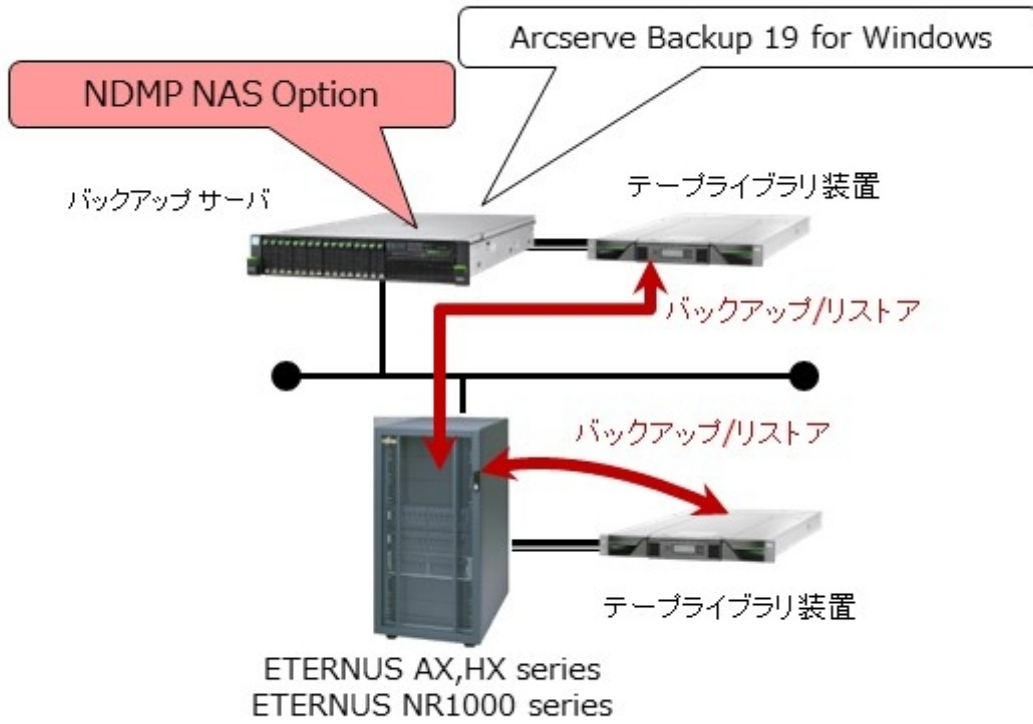 Arcserve Backup 19 for Windows
NDMP NAS Option
バックアップ サーバ
テープライブラリ装置
バックアップ/リストア
バックアップ/リストア
テープライブラリ装置
ETERNUS AX,HX series
ETERNUS NR1000 series